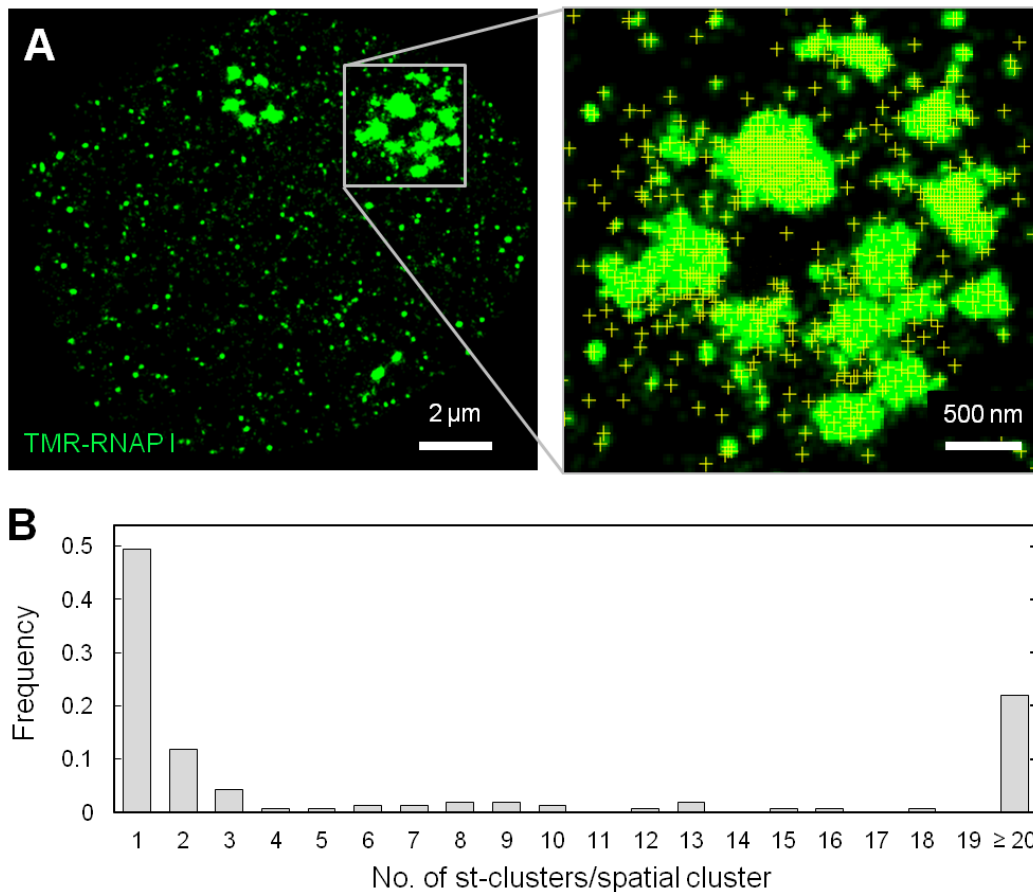 A
TMR-RNAP I
2 µm
500 nm
B
Frequency
0.5
0.4
0.3
0.2
0.1
0
1 2 3 4 5 6 7 8 9 10 11 12 13 14 15 16 17 18 19 ≥ 20
No. of st-clusters/spatial cluster